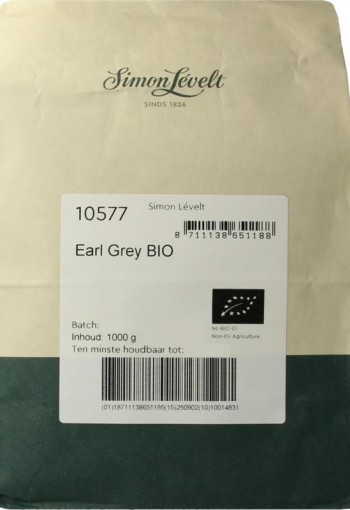 Simon Lévelt
SINDS 1826
10577
Simon Lévelt
8 711138 651188
Earl Grey BIO
NL-BIO-01
Non-EU Agriculture
Batch:
Inhoud: 1000 g
Ten minste houdbaar tot:
(01)18711138651185(15)250902(10)10014831